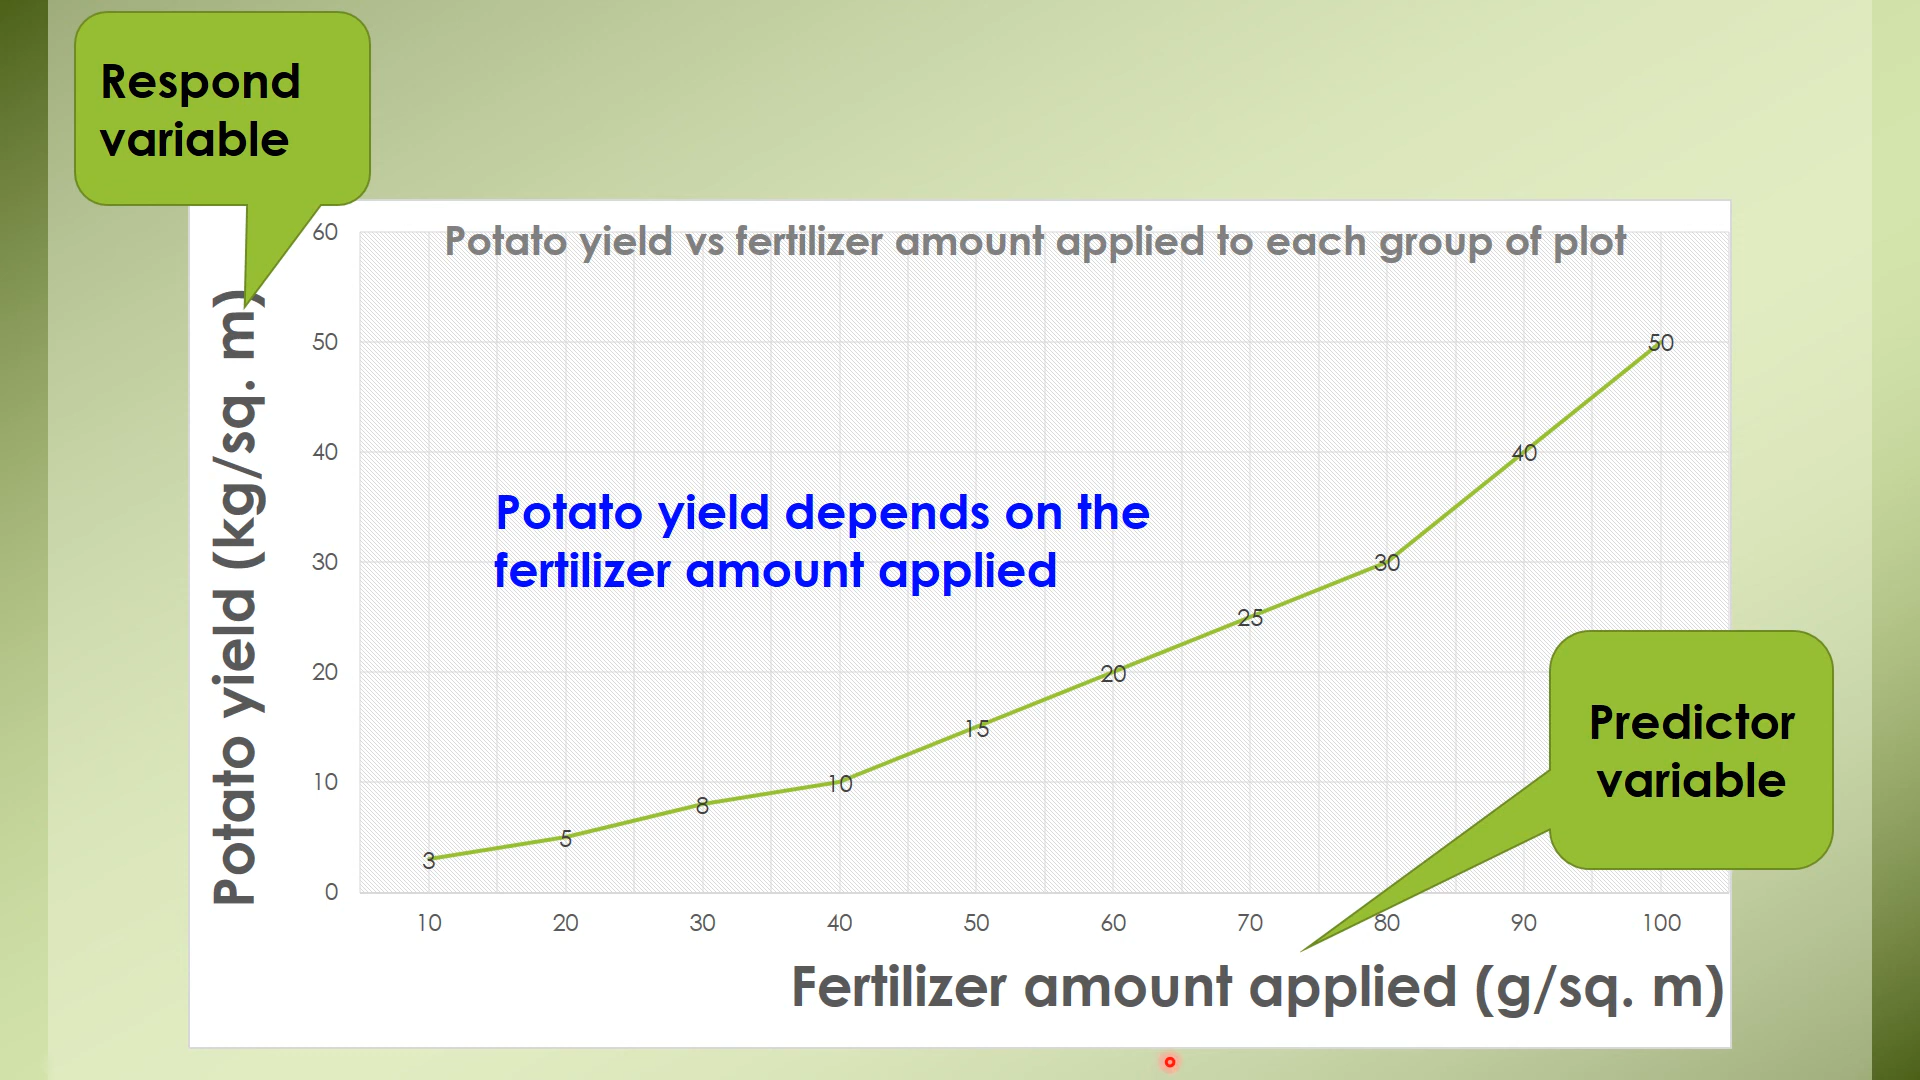 Respond
variable
Potato yield vs fertilizer amount applied to each group of plot
Potato yield (kg/sq. m)
60
50
40
30
20
10
0
3
5
8
10
15
20
25
30
40
50
Potato yield depends on the
fertilizer amount applied
Predictor
variable
10 20 30 40 50 60 70 80 90 100
Fertilizer amount applied (g/sq. m)